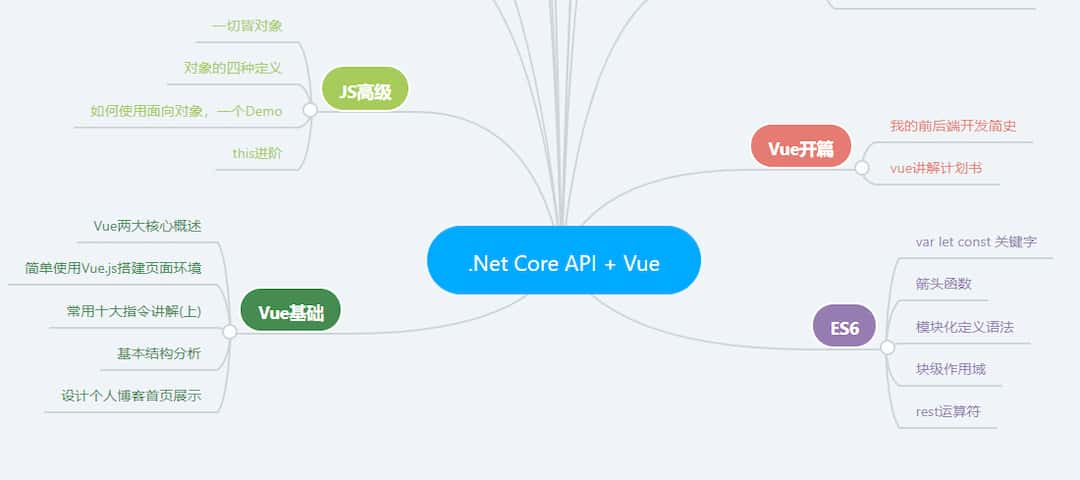 一切皆对象
对象的四种定义
如何使用面向对象，一个Demo
this进阶
JS高级
Vue两大核心概述
简单使用Vue.js搭建页面环境
常用十大指令讲解(上)
基本结构分析
设计个人博客首页展示
Vue基础
.Net Core API + Vue
Vue开篇
我的前后端开发简史
vue讲解计划书
ES6
var let const 关键字
箭头函数
模块化定义语法
块级作用域
rest运算符